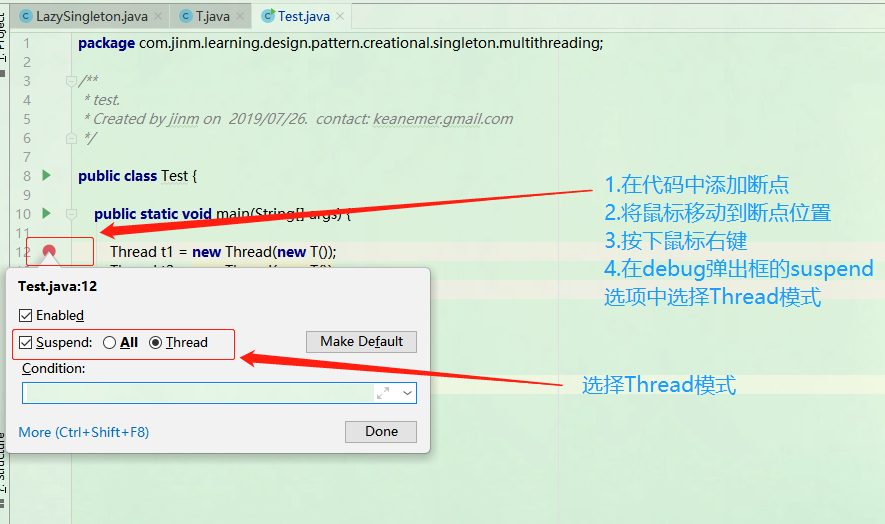 LazySingleton.java
T.java
Test.java
1: Project
1 package com.jinm.learning.design.pattern.creational.singleton.multithreading;
2
3 /**
4 * test.
5 * Created by jinm on 2019/07/26. contact: keanemer.gmail.com
6 */
7
8 public class Test {
9
10 public static void main(String[] args) {
11
12 Thread t1 = new Thread(new T());
1.在代码中添加断点
2.将鼠标移动到断点位置
3.按下鼠标右键
4.在debug弹出框的suspend
选项中选择Thread模式
Test.java:12
Enabled
Suspend: All Thread
Make Default
Condition:
选择Thread模式
More (Ctrl+Shift+F8)
Done